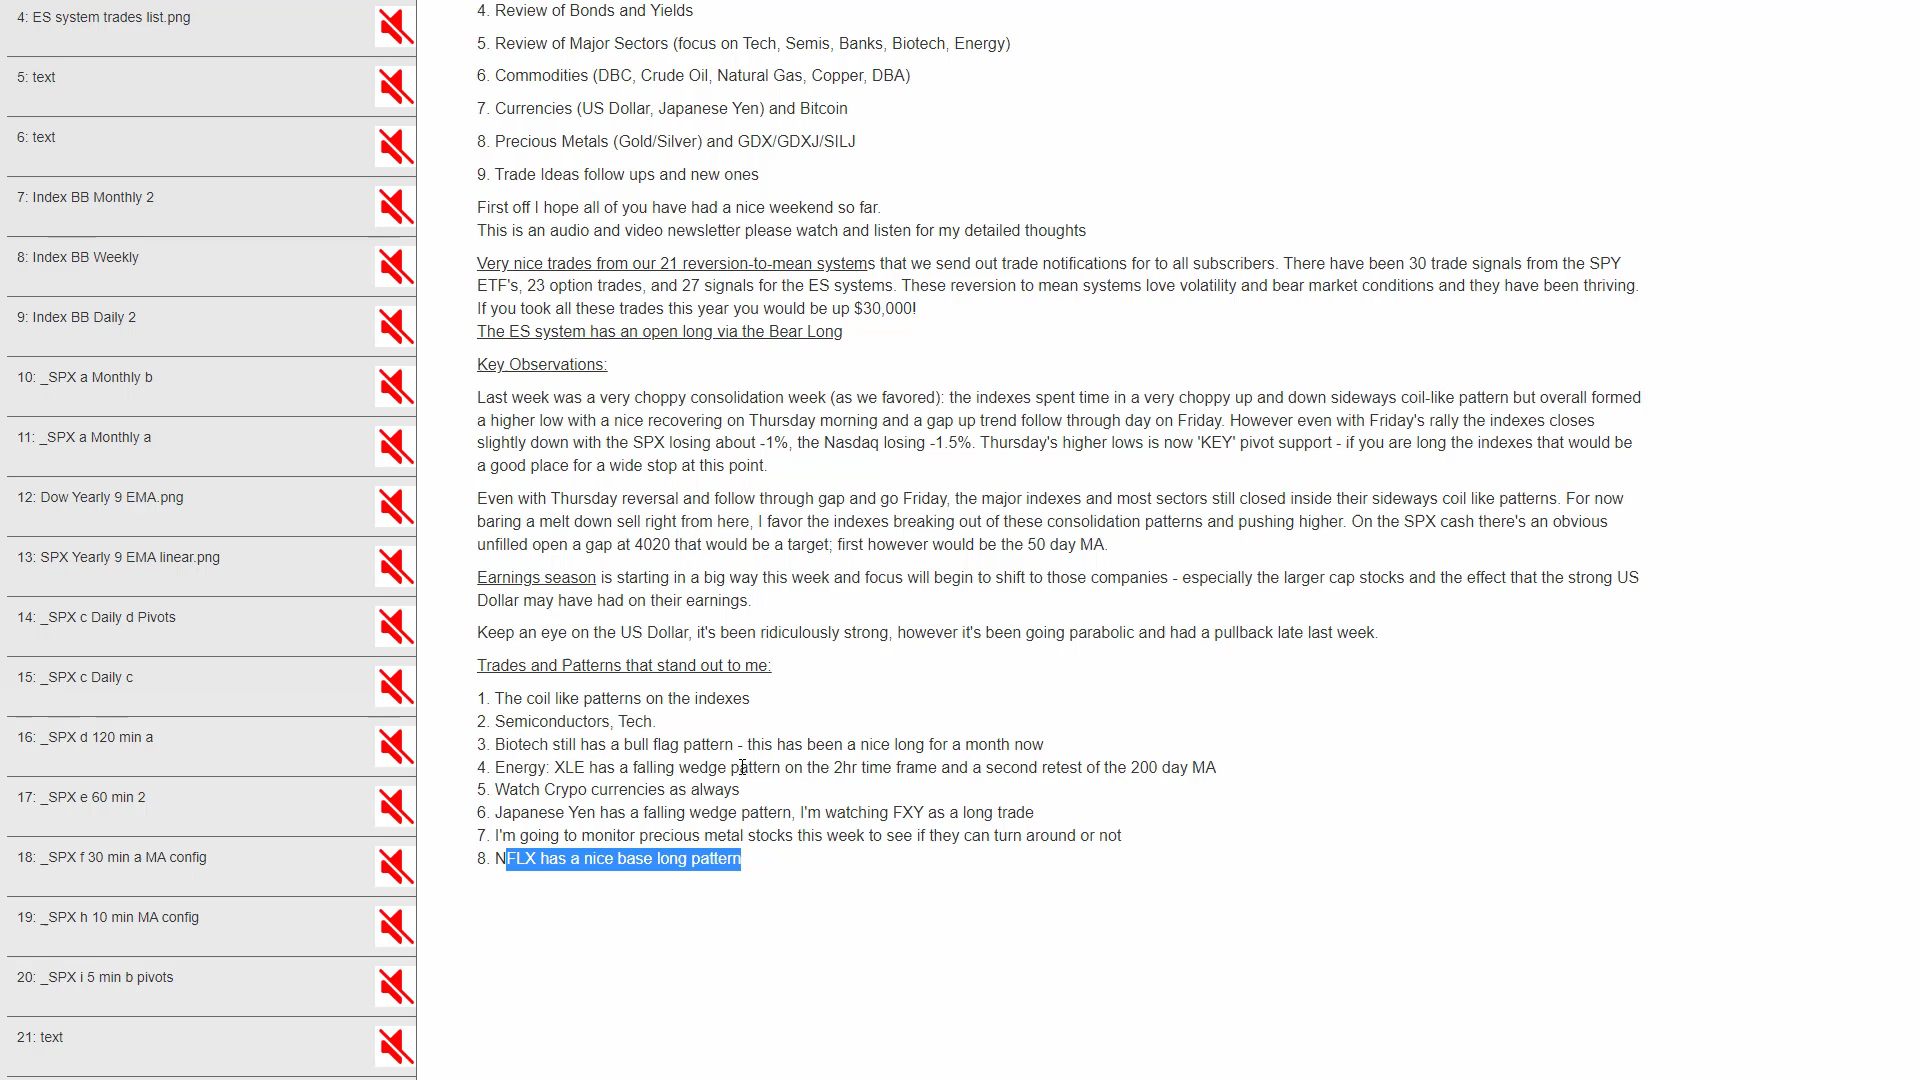 4: ES system trades list.png
5: text
6: text
7: Index BB Monthly 2
8: Index BB Weekly
9: Index BB Daily 2
10: _SPX a Monthly b
11: _SPX a Monthly a
12: Dow Yearly 9 EMA.png
13: SPX Yearly 9 EMA linear.png
14: _SPX c Daily d Pivots
15: _SPX c Daily c
16: _SPX d 120 min a
17: _SPX e 60 min 2
18: _SPX f 30 min a MA config
19: _SPX h 10 min MA config
20: _SPX i 5 min b pivots
21: text
4. Review of Bonds and Yields
5. Review of Major Sectors (focus on Tech, Semis, Banks, Biotech, Energy)
6. Commodities (DBC, Crude Oil, Natural Gas, Copper, DBA)
7. Currencies (US Dollar, Japanese Yen) and Bitcoin
8. Precious Metals (Gold/Silver) and GDX/GDXJ/SILJ
9. Trade Ideas follow ups and new ones
First off I hope all of you have had a nice weekend so far.
This is an audio and video newsletter please watch and listen for my detailed thoughts
Very nice trades from our 21 reversion-to-mean systems that we send out trade notifications for to all subscribers. There have been 30 trade signals from the SPY
ETF's, 23 option trades, and 27 signals for the ES systems. These reversion to mean systems love volatility and bear market conditions and they have been thriving.
If you took all these trades this year you would be up $30,000!
The ES system has an open long via the Bear Long
Key Observations:
Last week was a very choppy consolidation week (as we favored): the indexes spent time in a very choppy up and down sideways coil-like pattern but overall formed
a higher low with a nice recovering on Thursday morning and a gap up trend follow through day on Friday. However even with Friday's rally the indexes closes
slightly down with the SPX losing about -1%, the Nasdaq losing -1.5%. Thursday's higher lows is now 'KEY' pivot support - if you are long the indexes that would be
a good place for a wide stop at this point.
Even with Thursday reversal and follow through gap and go Friday, the major indexes and most sectors still closed inside their sideways coil like patterns. For now
baring a melt down sell right from here, I favor the indexes breaking out of these consolidation patterns and pushing higher. On the SPX cash there's an obvious
unfilled open a gap at 4020 that would be a target; first however would be the 50 day MA.
Earnings season is starting in a big way this week and focus will begin to shift to those companies - especially the larger cap stocks and the effect that the strong US
Dollar may have had on their earnings.
Keep an eye on the US Dollar, it's been ridiculously strong, however it's been going parabolic and had a pullback late last week.
Trades and Patterns that stand out to me:
1. The coil like patterns on the indexes
2. Semiconductors, Tech.
3. Biotech still has a bull flag pattern - this has been a nice long for a month now
4. Energy: XLE has a falling wedge pattern on the 2hr time frame and a second retest of the 200 day MA
5. Watch Crypo currencies as always
6. Japanese Yen has a falling wedge pattern, I'm watching FXY as a long trade
7. I'm going to monitor precious metal stocks this week to see if they can turn around or not
8. NFLX has a nice base long pattern